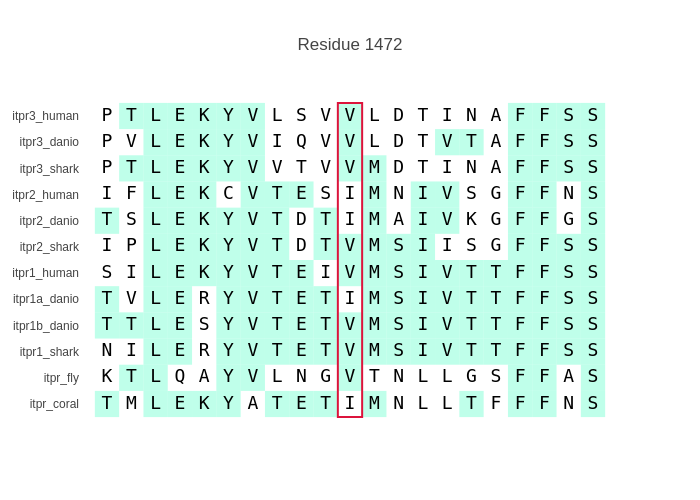 Residue 1472
itpr3_human P T L E K Y V L S V V L D T I N A F F S S
itpr3_danio P V L E K Y V I Q V V L D T V T A F F S S
itpr3_shark P T L E K Y V V T V V M D T I N A F F S S
itpr2_human I F L E K C V T E S I M N I V S G F F N S
itpr2_danio T S L E K Y V T D T I M A I V K G F F G S
itpr2_shark I P L E K Y V T D T V M S I I S G F F S S
itpr1_human S I L E K Y V T E I V M S I V T T F F S S
itpr1a_danio T V L E R Y V T E T I M S I V T T F F S S
itpr1b_danio T T L E S Y V T E T V M S I V T T F F S S
itpr1_shark N I L E R Y V T E T V M S I V T T F F S S
itpr_fly K T L Q A Y V L N G V T N L L G S F F A S
itpr_coral T M L E K Y A T E T I M N L L T F F F N S